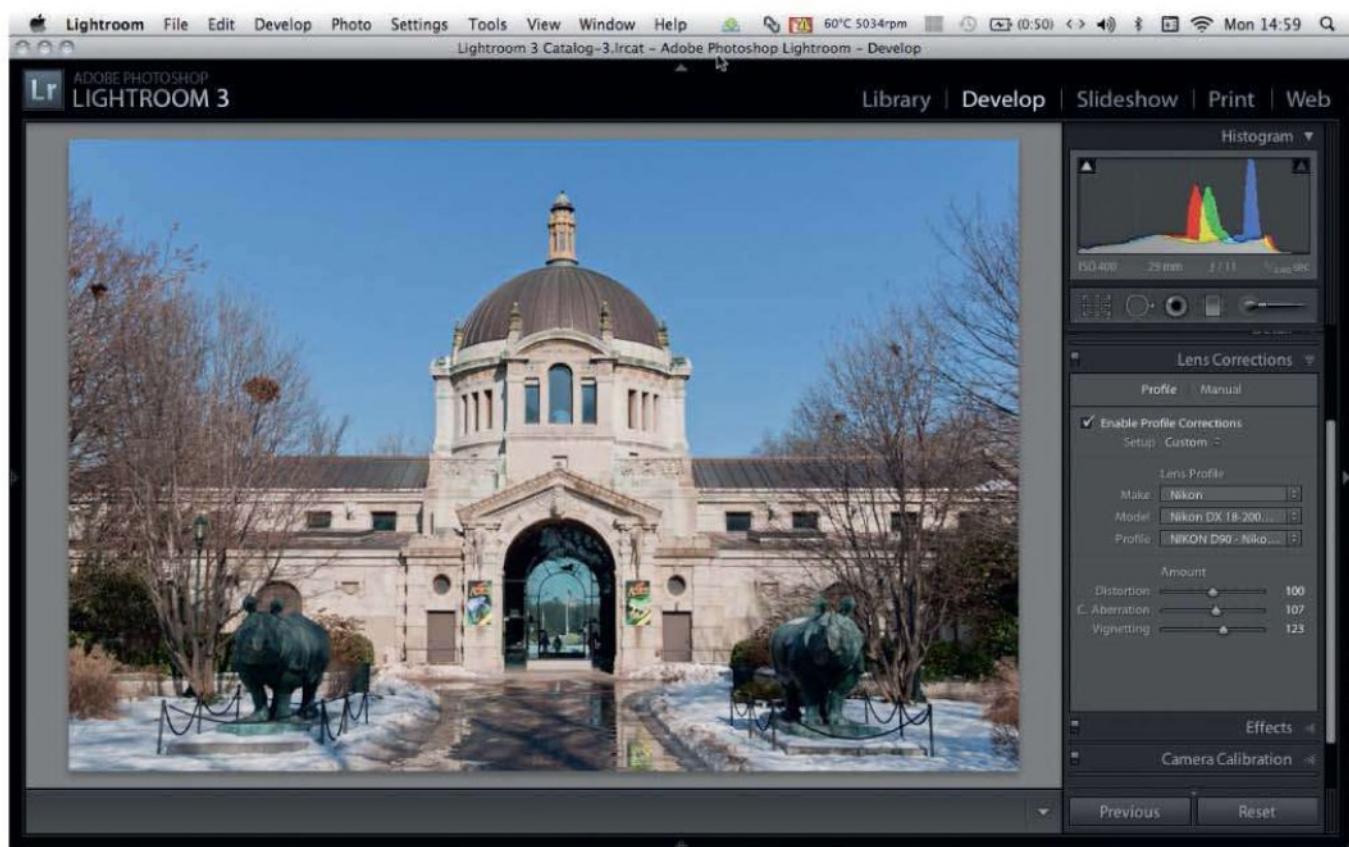 Lightroom File Edit Develop Photo Settings Tools View Window Help 60°C 5034rpm (0:50) Mon 14:59
Lightroom 3 Catalog-3.lrcat – Adobe Photoshop Lightroom – Develop
Lr ADOBE PHOTOSHOP
LIGHTROOM 3
Library | Develop | Slideshow | Print | Web
Histogram
ISO 400 29 mm f / 11 sec
Lens Corrections
Profile | Manual
Enable Profile Corrections
Setup Custom
Lens Profile
Make Nikon
Model Nikon DX 18-200...
Profile NIKON D90 - Niko...
Amount
Distortion 100
C. Aberration 107
Vignetting 123
Effects
Camera Calibration
Previous Reset